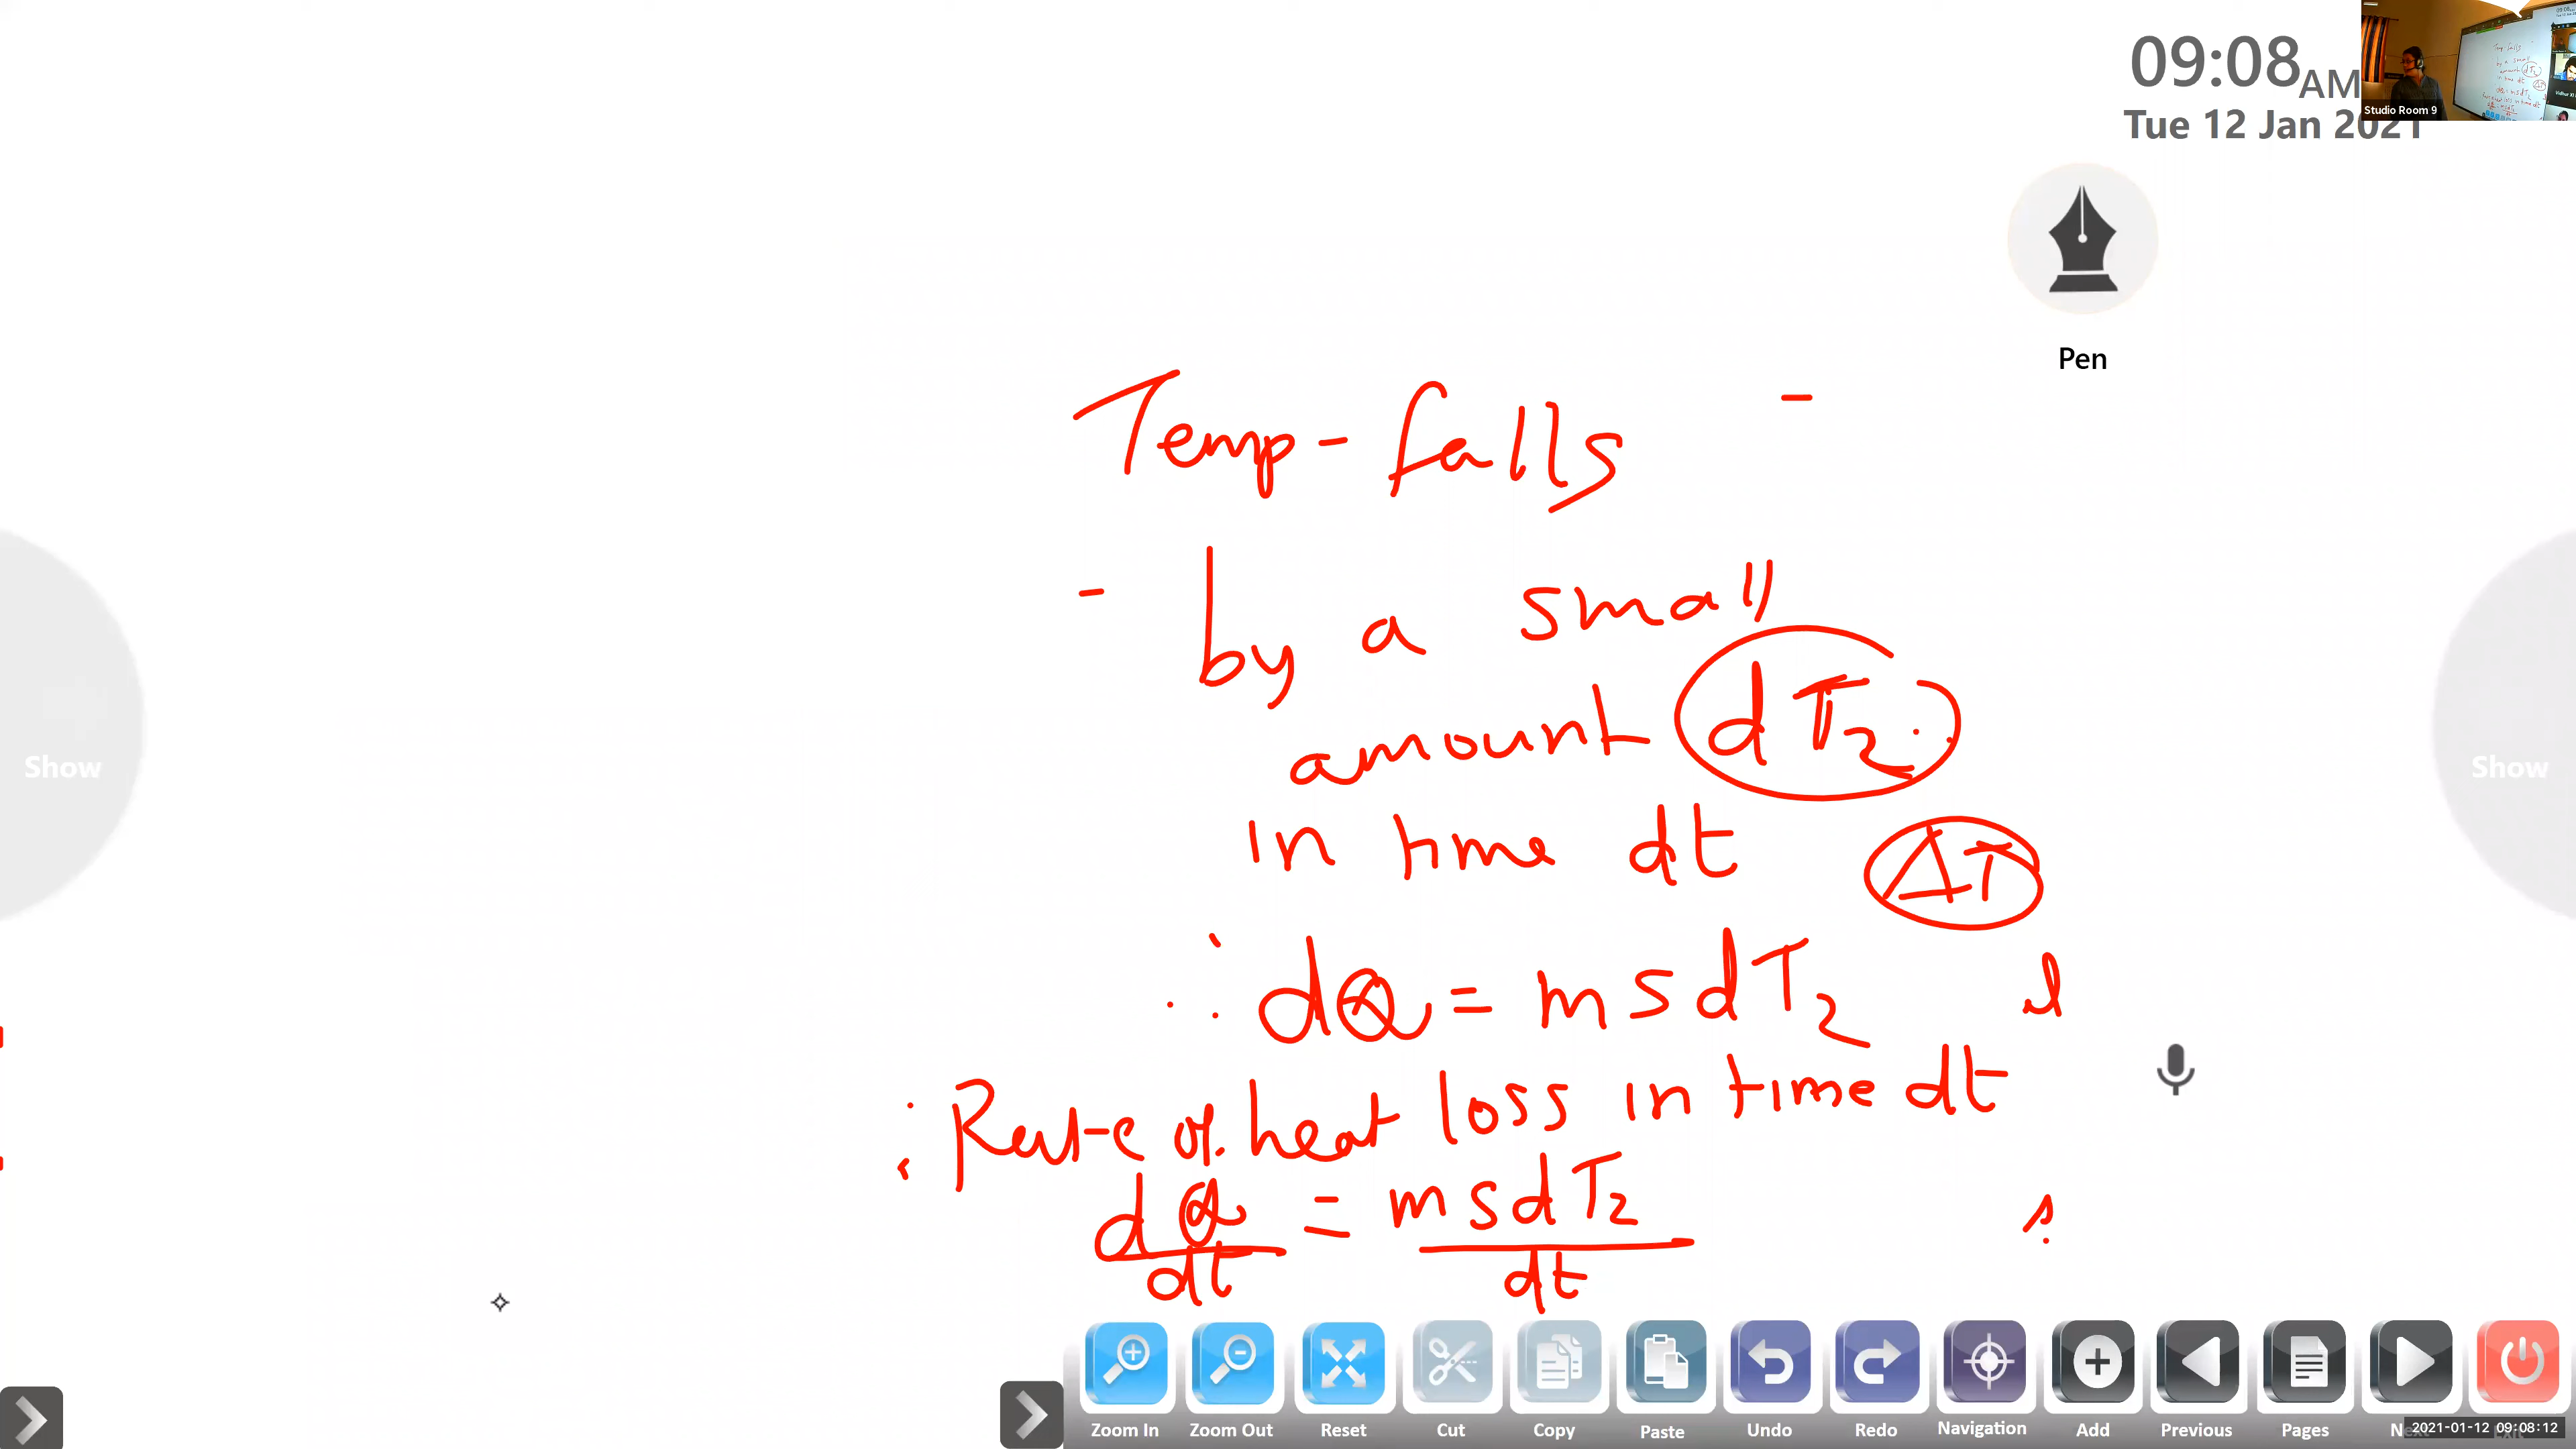 09:08 AM
Tue 12 Jan 2021
Studio Room 9
Pen
Temp-falls -
- by a small
amount dT₂
in time dt
ΔT
∴ dQ = msdT₂
∴ Rate of heat loss in time dt
dQ/dt = msdT₂/dt
Show
Show
Zoom In Zoom Out Reset Cut Copy Paste Undo Redo Navigation Add Previous Pages
2021-01-12 09:08:12